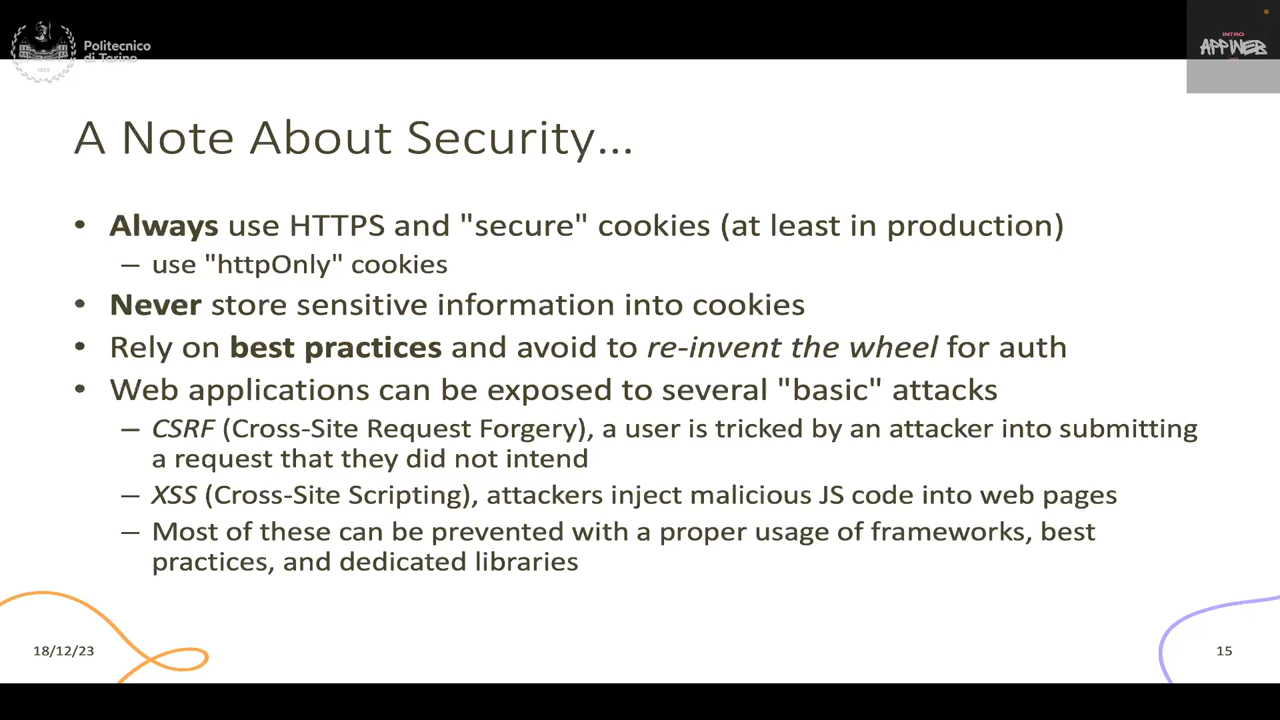 Politecnico
di Torino
INTRO
APPWEB
A Note About Security...
• Always use HTTPS and "secure" cookies (at least in production)
– use "httpOnly" cookies
• Never store sensitive information into cookies
• Rely on best practices and avoid to re-invent the wheel for auth
• Web applications can be exposed to several "basic" attacks
– CSRF (Cross-Site Request Forgery), a user is tricked by an attacker into submitting
a request that they did not intend
– XSS (Cross-Site Scripting), attackers inject malicious JS code into web pages
– Most of these can be prevented with a proper usage of frameworks, best
practices, and dedicated libraries
18/12/23
15